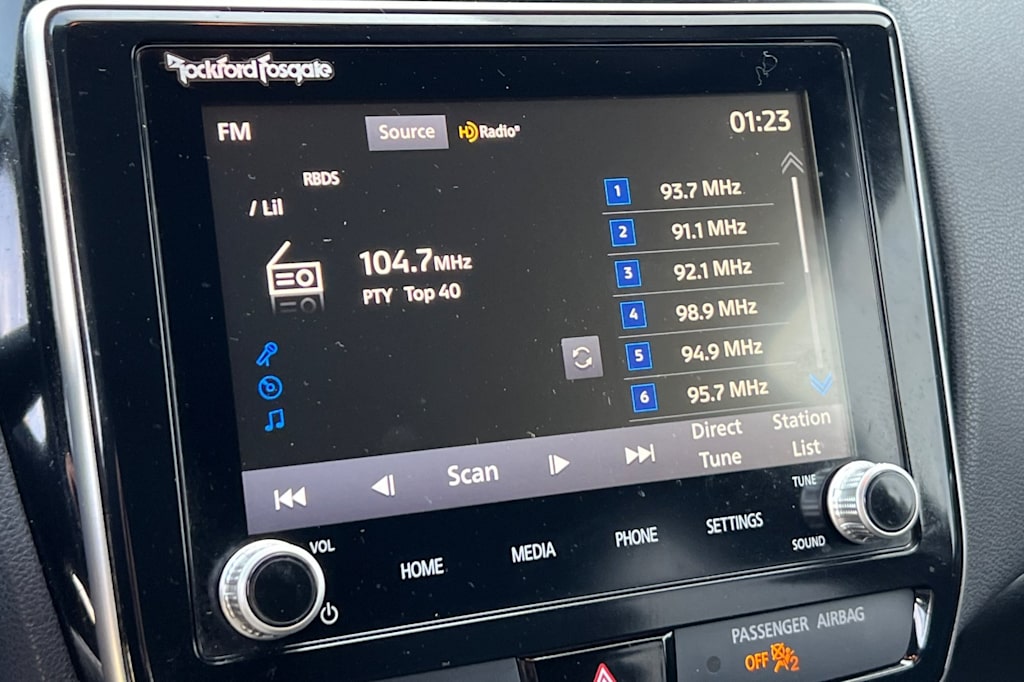 Rockford Fosgate
FM
Source
HD Radio®
01:23
RBDS
/ Lil
104.7MHz
PTY Top 40
1 93.7 MHz
2 91.1 MHz
3 92.1 MHz
4 98.9 MHz
5 94.9 MHz
6 95.7 MHz
Scan
Direct
Tune
Station
List
VOL
HOME
MEDIA
PHONE
SETTINGS
TUNE
SOUND
PASSENGER AIRBAG
OFF 2